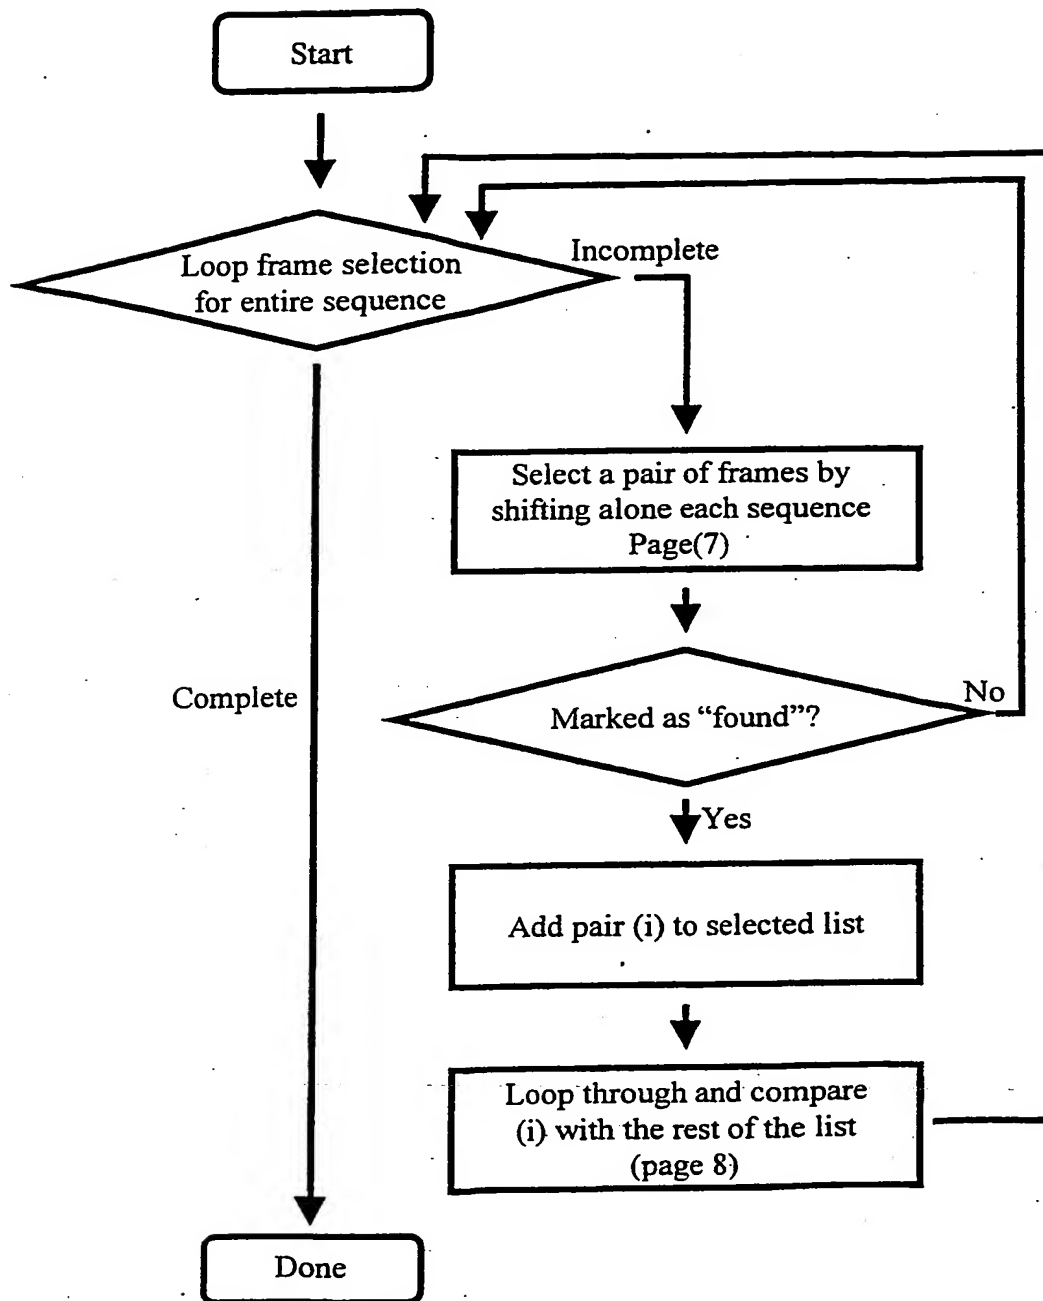 Start
Loop frame selection
for entire sequence
Incomplete
Select a pair of frames by
shifting alone each sequence
Page(7)
Complete
Marked as “found”?
No
Yes
Add pair (i) to selected list
Loop through and compare
(i) with the rest of the list
(page 8)
Done